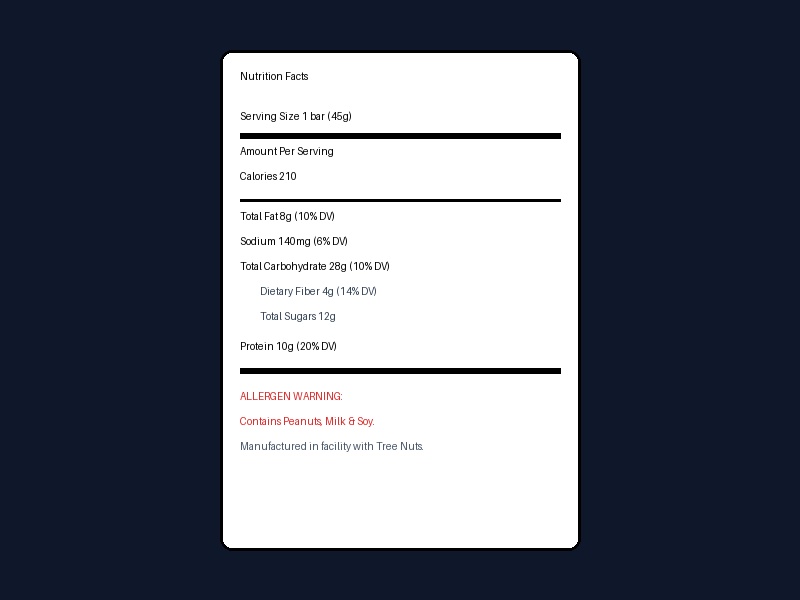 Nutrition Facts
Serving Size 1 bar (45g)
Amount Per Serving
Calories 210
Total Fat 8g (10% DV)
Sodium 140mg (6% DV)
Total Carbohydrate 28g (10% DV)
Dietary Fiber 4g (14% DV)
Total Sugars 12g
Protein 10g (20% DV)
ALLERGEN WARNING:
Contains Peanuts, Milk & Soy.
Manufactured in facility with Tree Nuts.